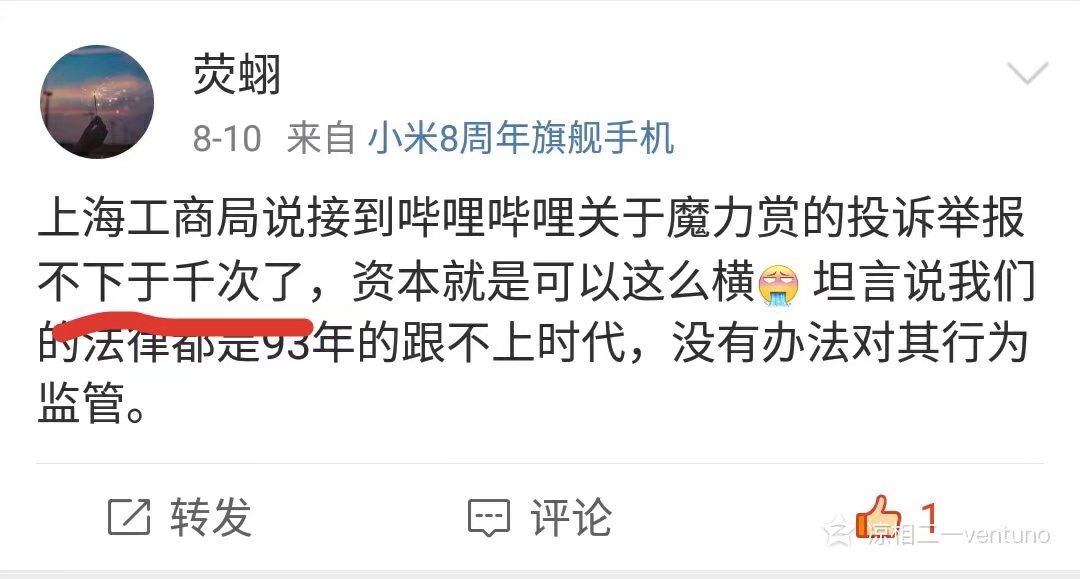 荧蝴
8-10 来自 小米8周年旗舰手机
上海工商局说接到哔哩哔哩关于魔力赏的投诉举报
不下于千次了，资本就是可以这么横 坦言说我们
的法律都是93年的跟不上时代，没有办法对其行为
监管。
转发 评论 1
凉相二一ventuno